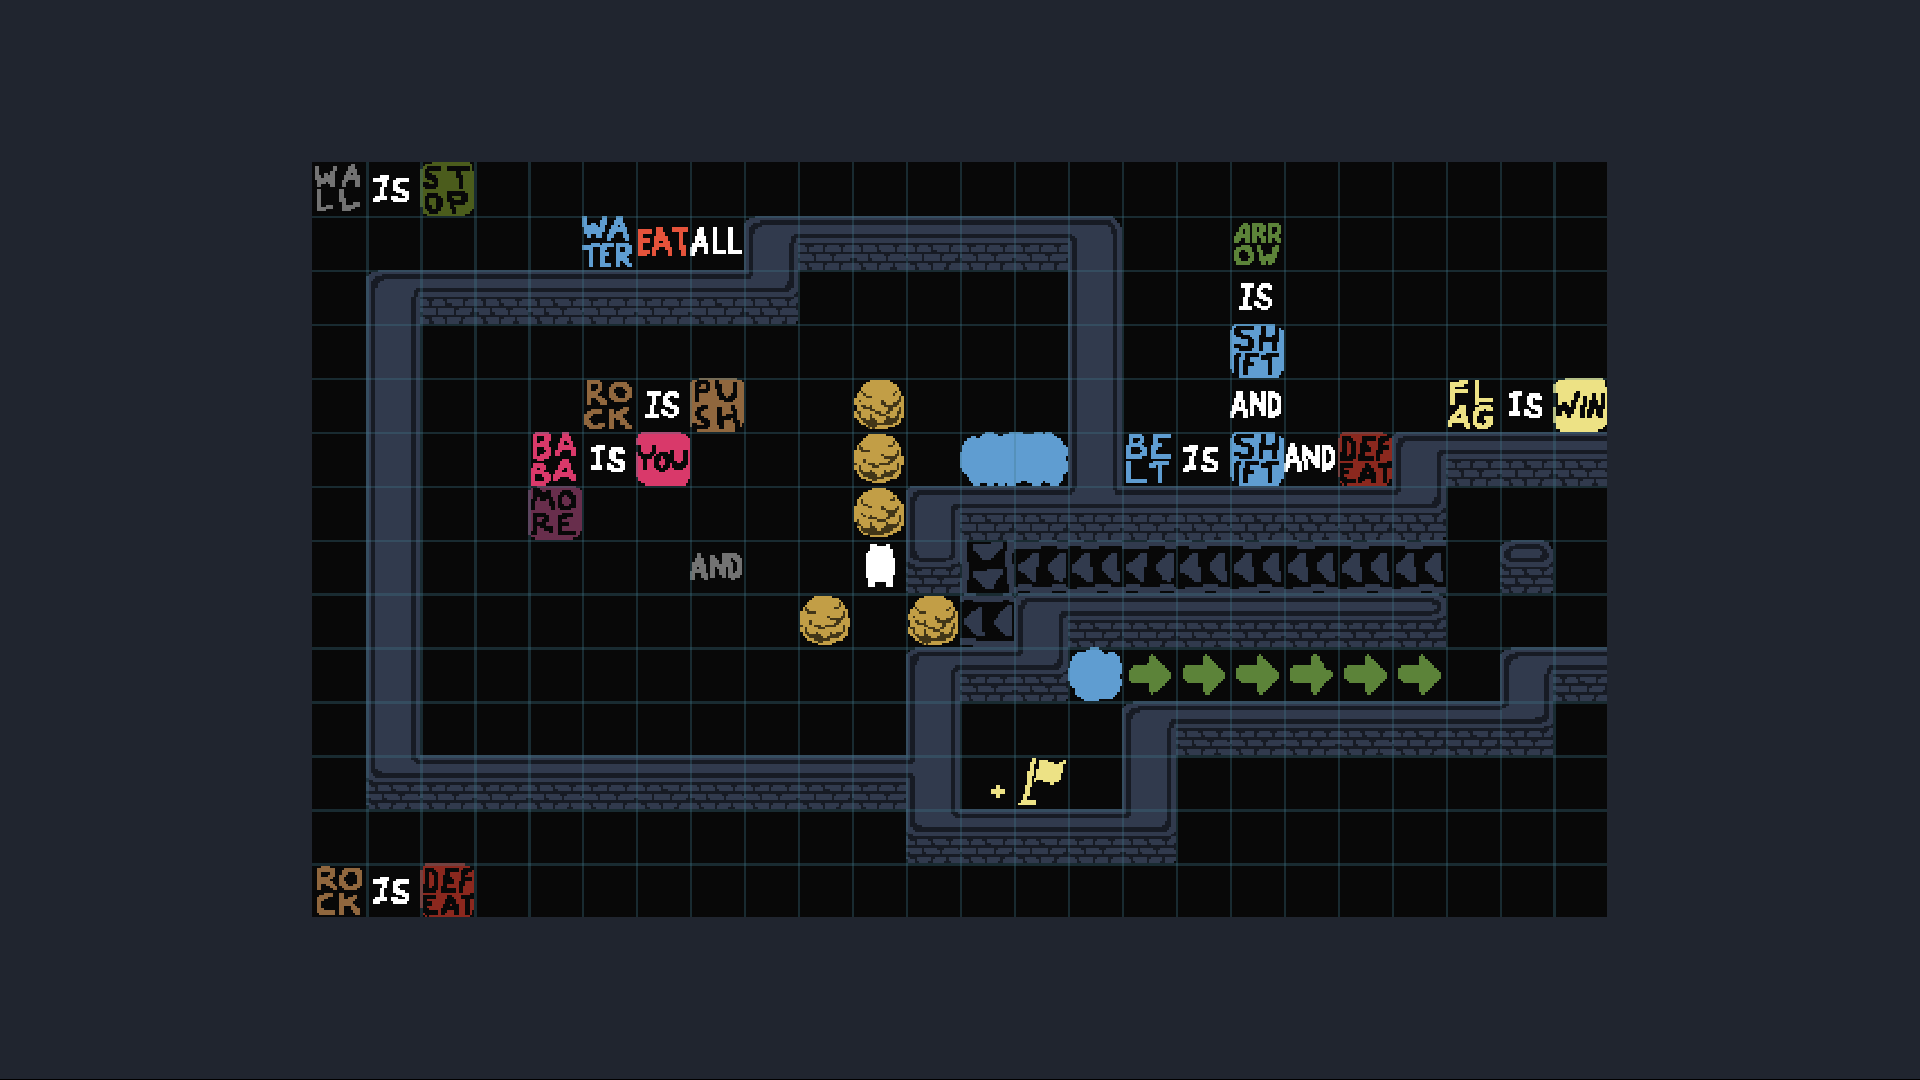 WALL IS STOP
WATER EAT ALL
ARROW
IS
SHIFT
ROCK IS PUSH
AND
FLAG IS WIN
BABA IS YOU
BELT IS SHIFT AND DEFEAT
MORE
AND
ROCK IS DEFEAT